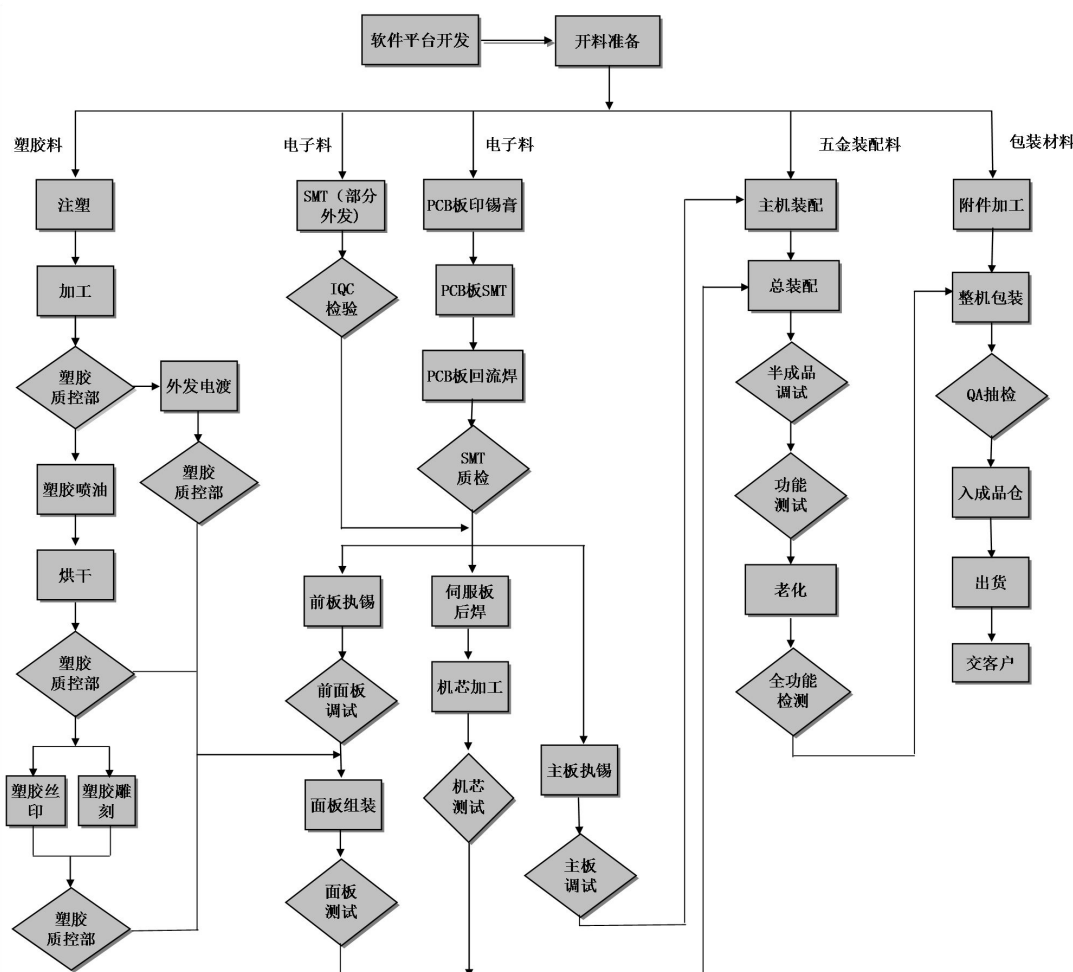 软件平台开发
开料准备
塑胶料
电子料
电子料
五金装配料
包装材料
注塑
SMT（部分
外发)
PCB板印锡膏
主机装配
附件加工
加工
IQC
检验
PCB板SMT
总装配
整机包装
塑胶
质控部
外发电渡
PCB板回流焊
半成品
调试
QA抽检
塑胶喷油
塑胶
质控部
SMT
质检
功能
测试
入成品仓
烘干
前板执锡
伺服板
后焊
老化
出货
塑胶
质控部
前面板
调试
机芯加工
全功能
检测
交客户
塑胶丝
印
塑胶雕
刻
面板组装
机芯
测试
主板执锡
塑胶
质控部
面板
测试
主板
调试